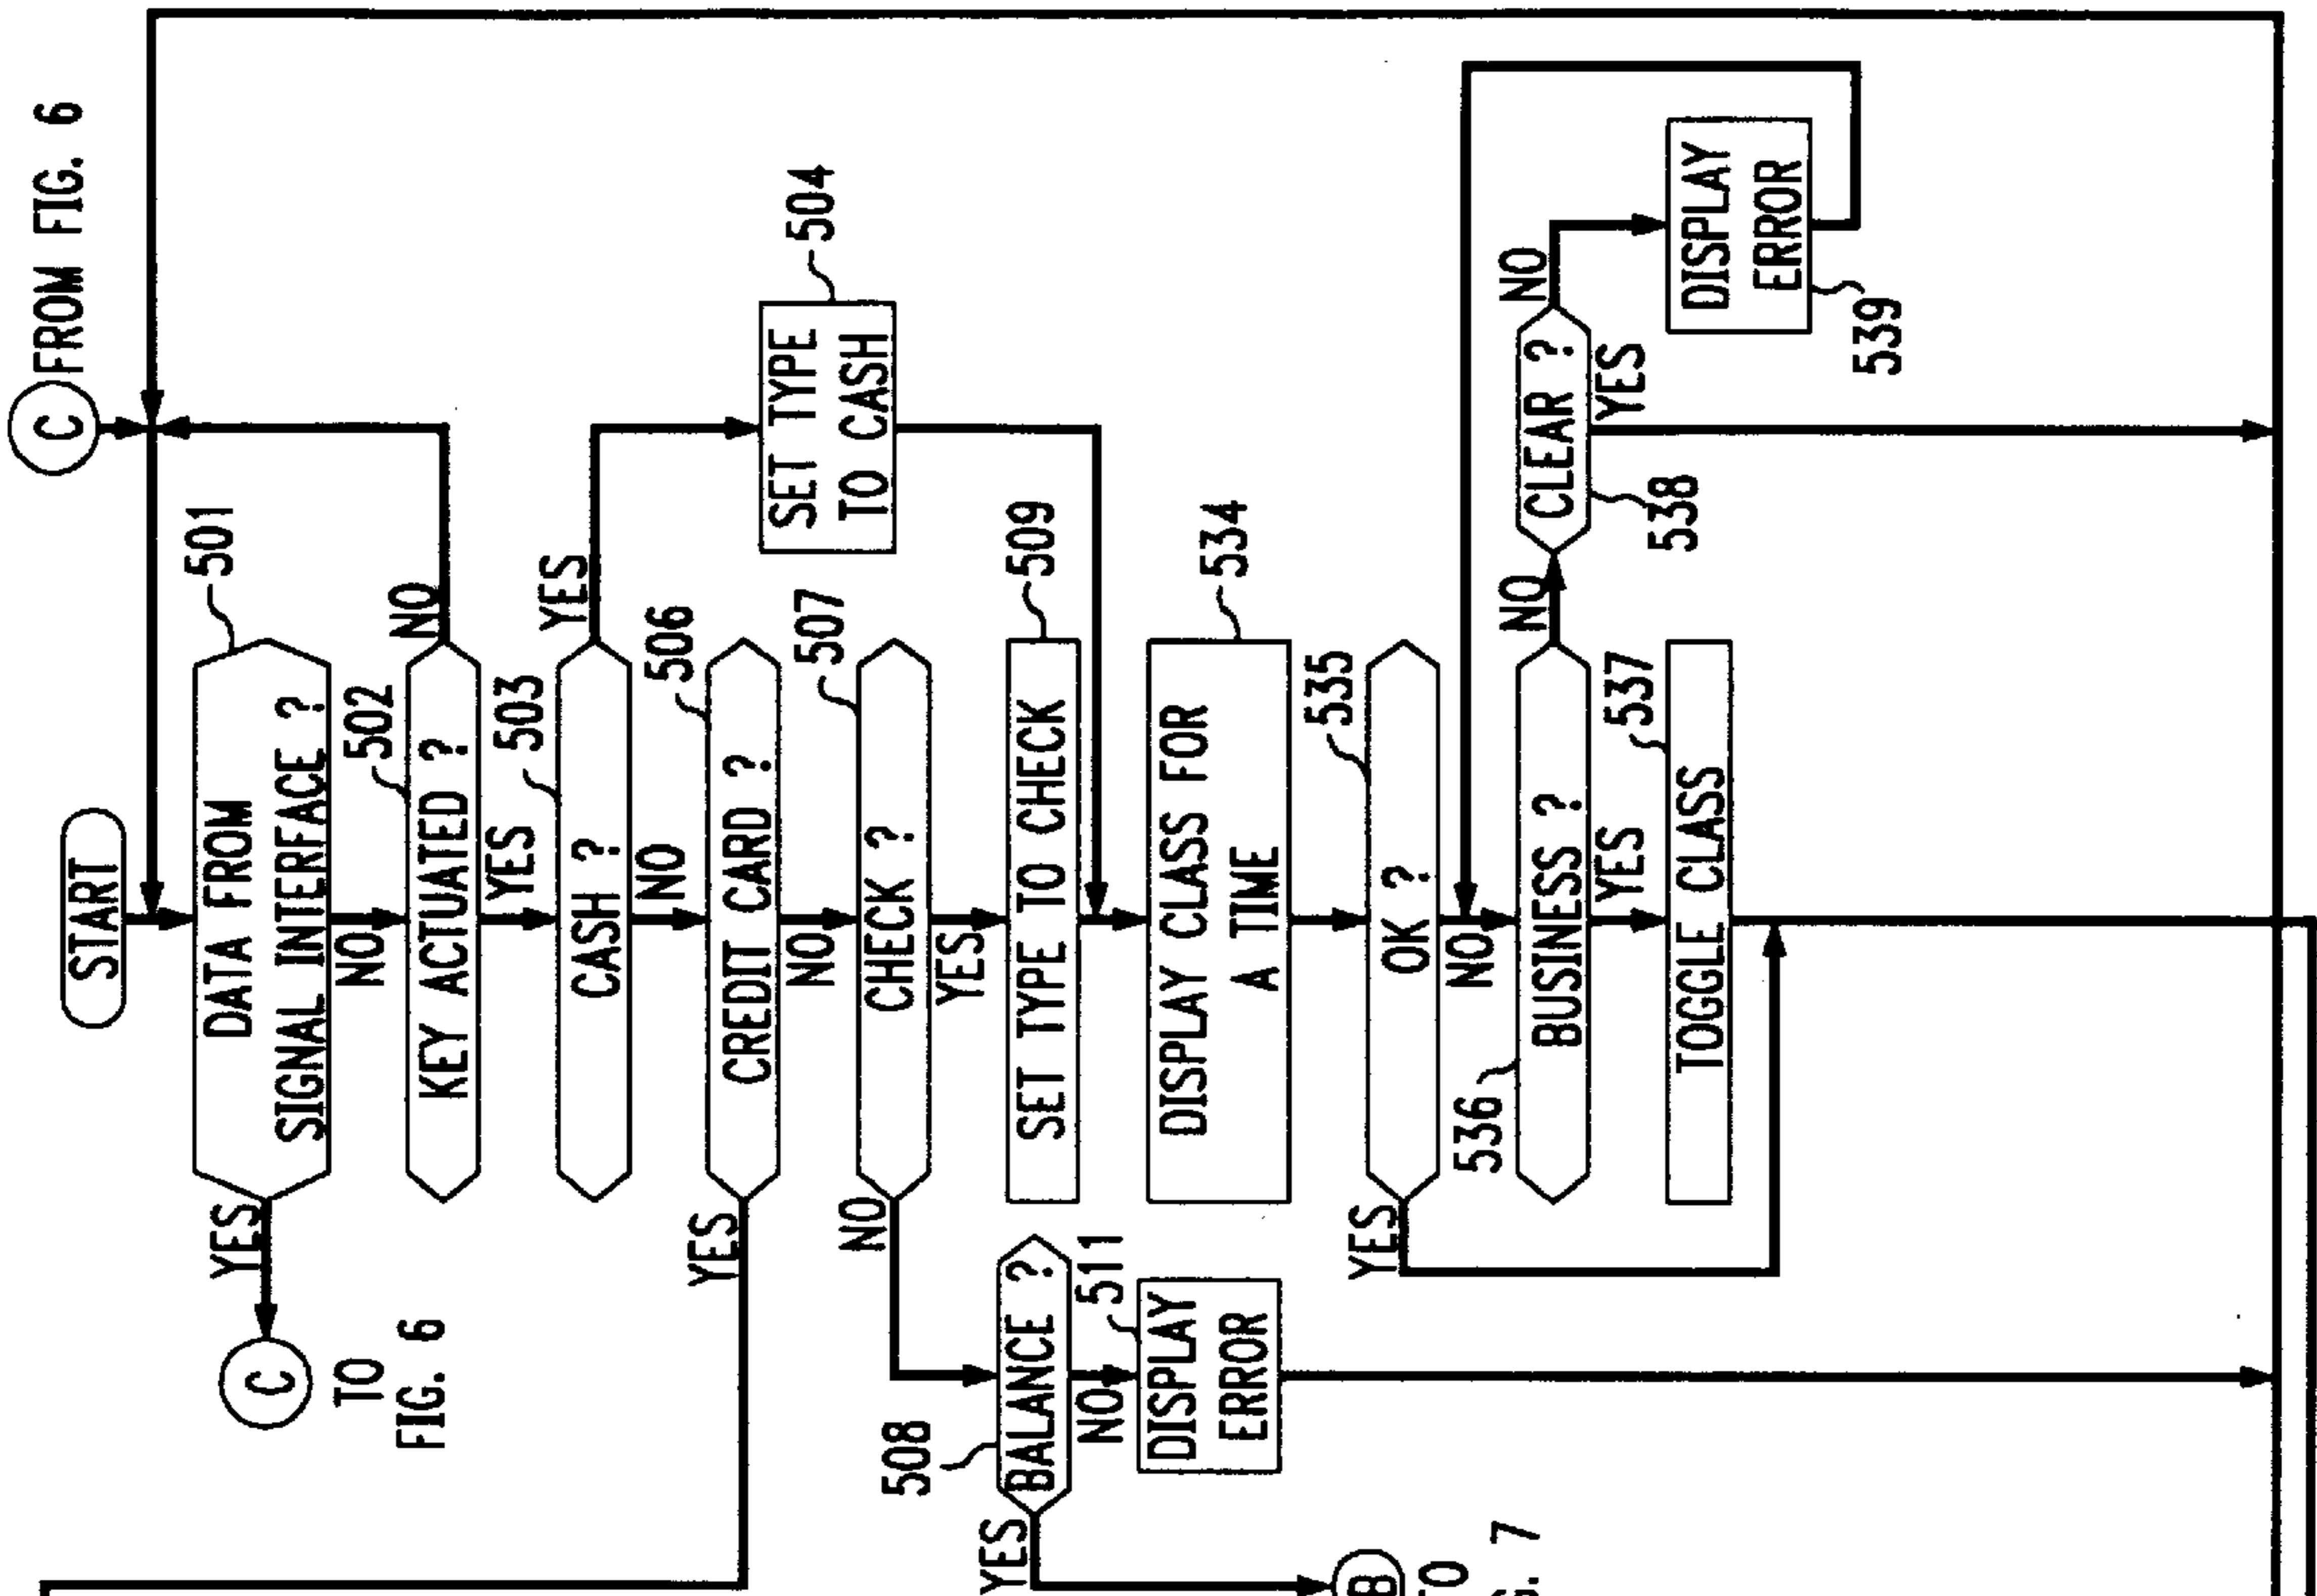 C FROM FIG. 6
START
501
DATA FROM
SIGNAL INTERFACE ?
YES
C
TO
FIG. 6
NO
502
KEY ACTUATED ?
NO
YES
503
CASH ?
YES
504
SET TYPE
TO CASH
NO
506
CREDIT CARD ?
YES
NO
507
CHECK ?
NO
YES
508
BALANCE ?
YES
B
NO
511
DISPLAY
ERROR
509
SET TYPE TO CHECK
534
DISPLAY CLASS FOR
A TIME
535
OK ?
YES
NO
536
BUSINESS ?
NO
YES
537
TOGGLE CLASS
538
CLEAR ?
NO
YES
539
DISPLAY
ERROR
7